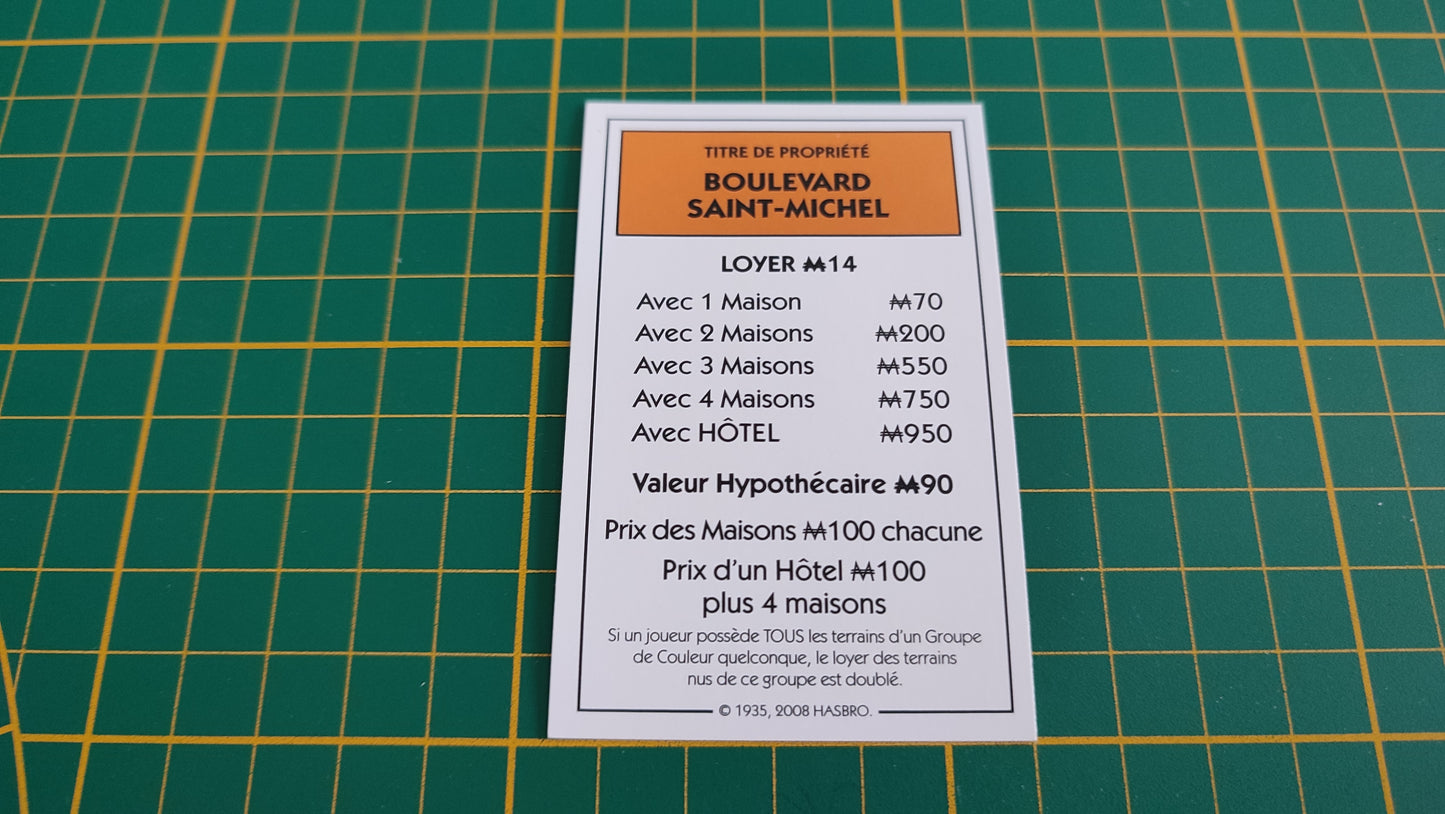 TITRE DE PROPRIÉTÉ
BOULEVARD
SAINT-MICHEL
LOYER ₩14
Avec 1 Maison ₩70
Avec 2 Maisons ₩200
Avec 3 Maisons ₩550
Avec 4 Maisons ₩750
Avec HÔTEL ₩950
Valeur Hypothécaire ₩90
Prix des Maisons ₩100 chacune
Prix d'un Hôtel ₩100
plus 4 maisons
Si un joueur possède TOUS les terrains d'un Groupe
de Couleur quelconque, le loyer des terrains
nus de ce groupe est doublé.
© 1935, 2008 HASBRO.